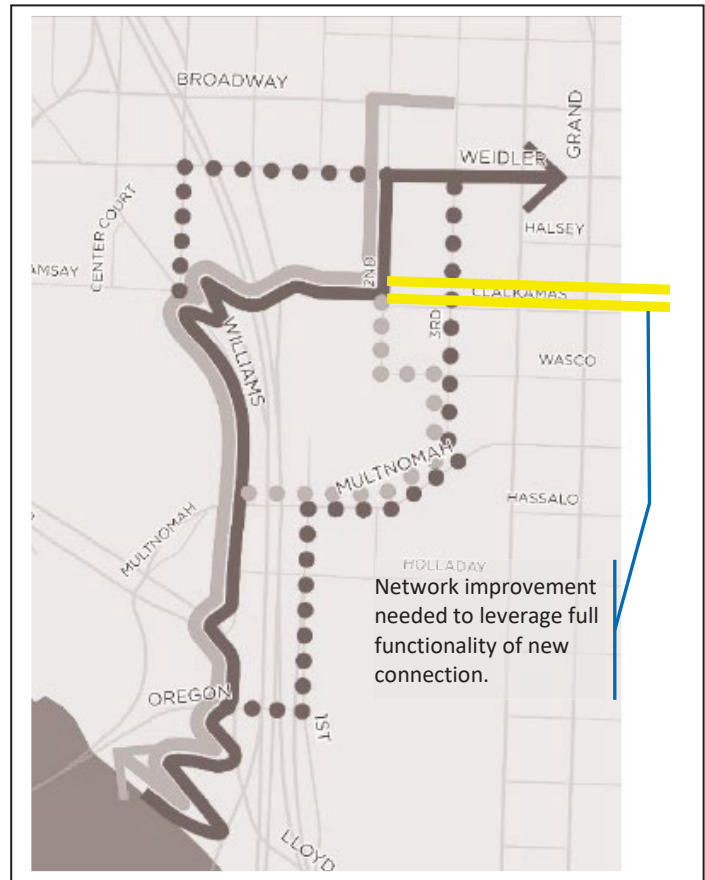 BROADWAY
GRAND
WEIDLER
CENTER COURT
HALSEY
AMSAY
2ND
CLACKAMAS
3RD
WILLIAMS
WASCO
MULTNOMAH
HASSALO
MULTNOMAH
HOLLADAY
Network improvement
needed to leverage full
functionality of new
connection.
OREGON
1ST
LLOYD